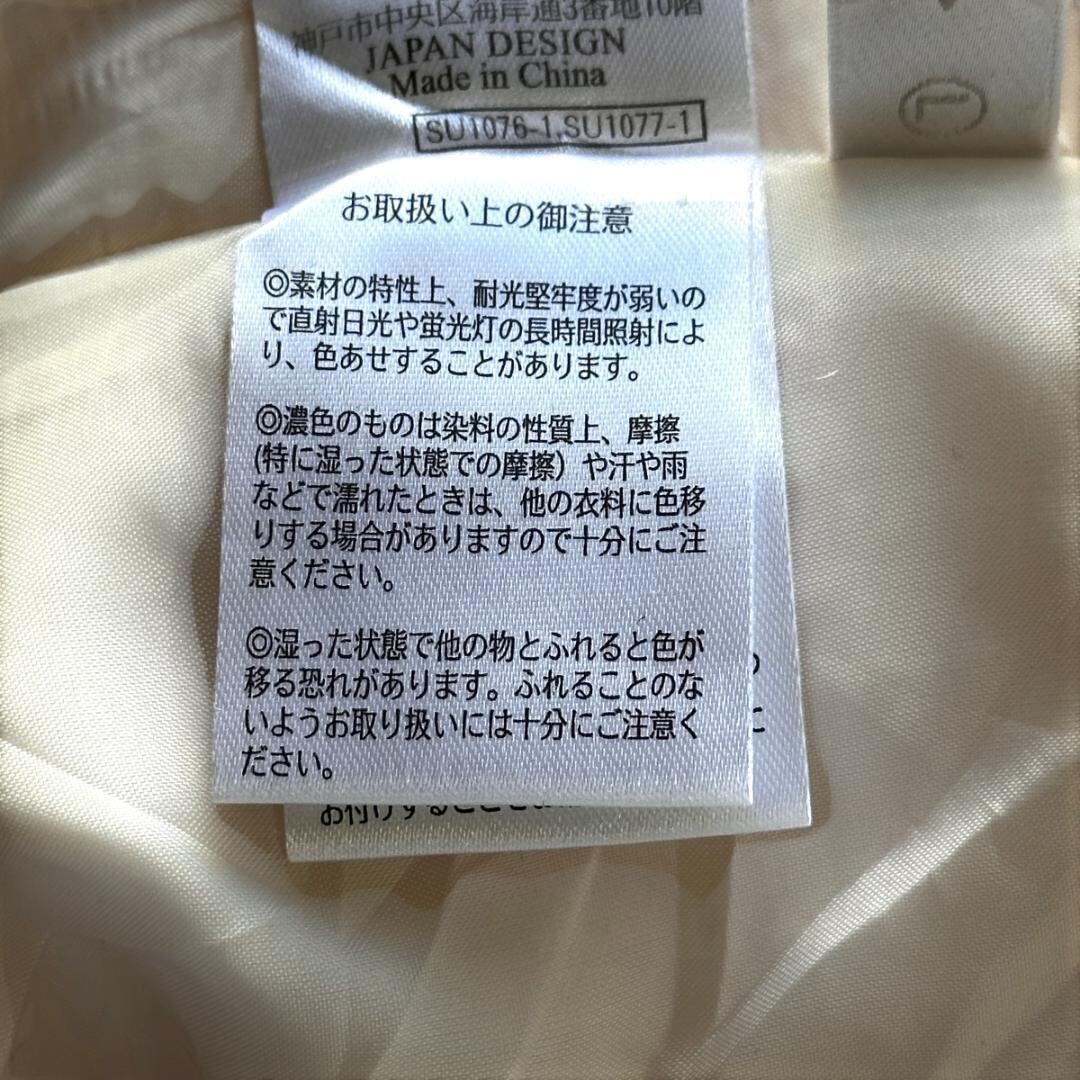 神戸市中央区海岸通3番地10階
JAPAN DESIGN
Made in China
SU1076-1,SU1077-1
お取扱い上の御注意
◎素材の特性上、耐光堅牢度が弱いの
で直射日光や蛍光灯の長時間照射によ
り、色あせすることがあります。
◎濃色のものは染料の性質上、摩擦
(特に湿った状態での摩擦）や汗や雨
などで濡れたときは、他の衣料に色移
りする場合がありますので十分にご注
意ください。
◎湿った状態で他の物とふれると色が
移る恐れがあります。ふれることのな
いようお取り扱いには十分にご注意く
ださい。
に
お付けすることを